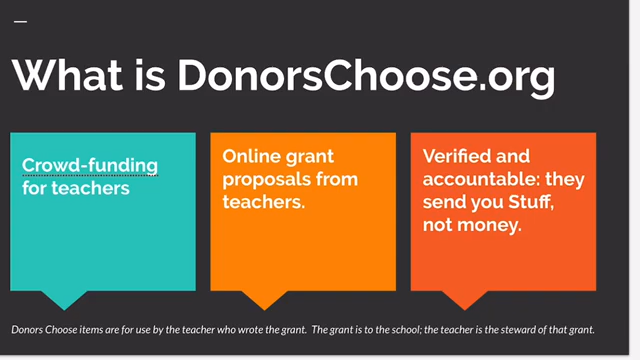 What is DonorsChoose.org
Crowd-funding
for teachers
Online grant
proposals from
teachers.
Verified and
accountable: they
send you Stuff,
not money.
Donors Choose items are for use by the teacher who wrote the grant. The grant is to the school; the teacher is the steward of that grant.